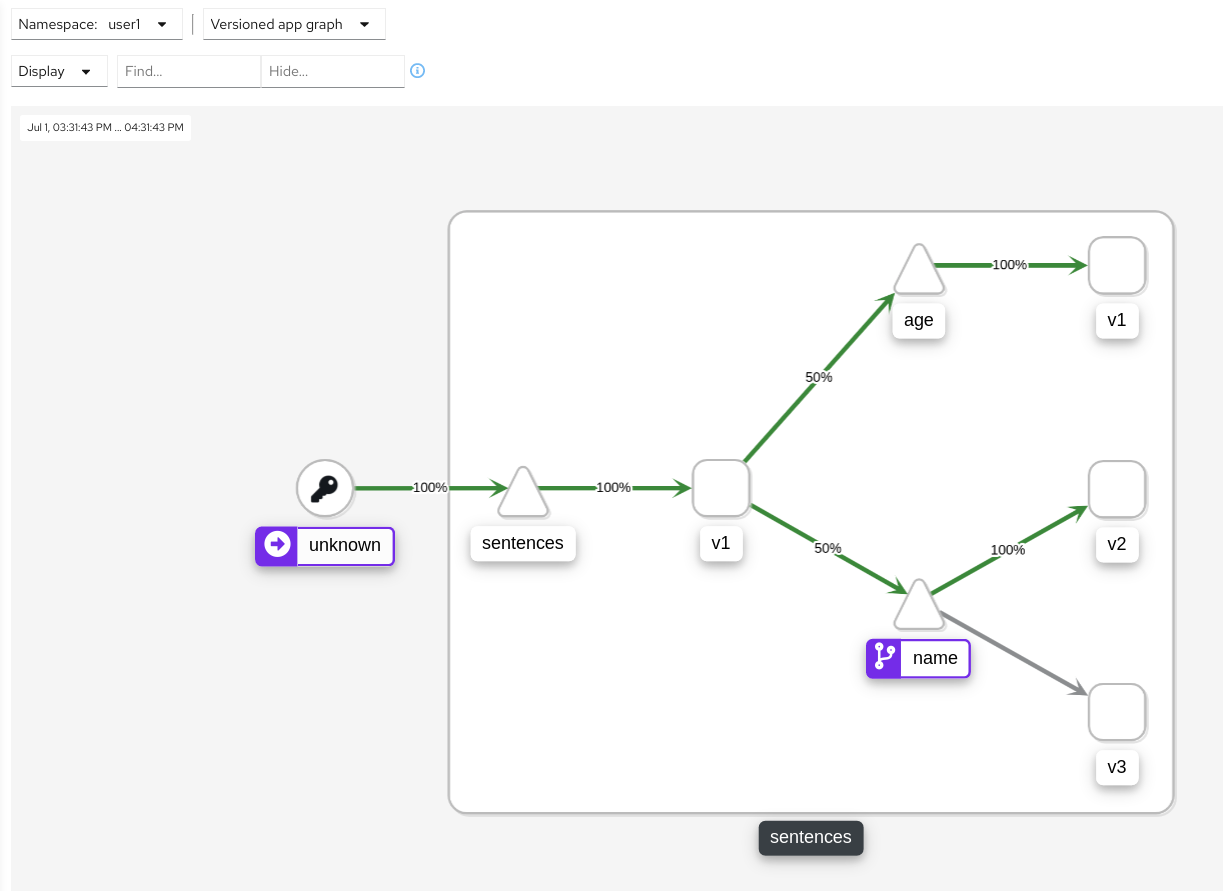 Namespace: user1
Versioned app graph
Display
Find...
Hide...
Jul 1, 03:31:43 PM ... 04:31:43 PM
100%
age
v1
50%
100%
100%
unknown
sentences
v1
50%
100%
v2
name
v3
sentences